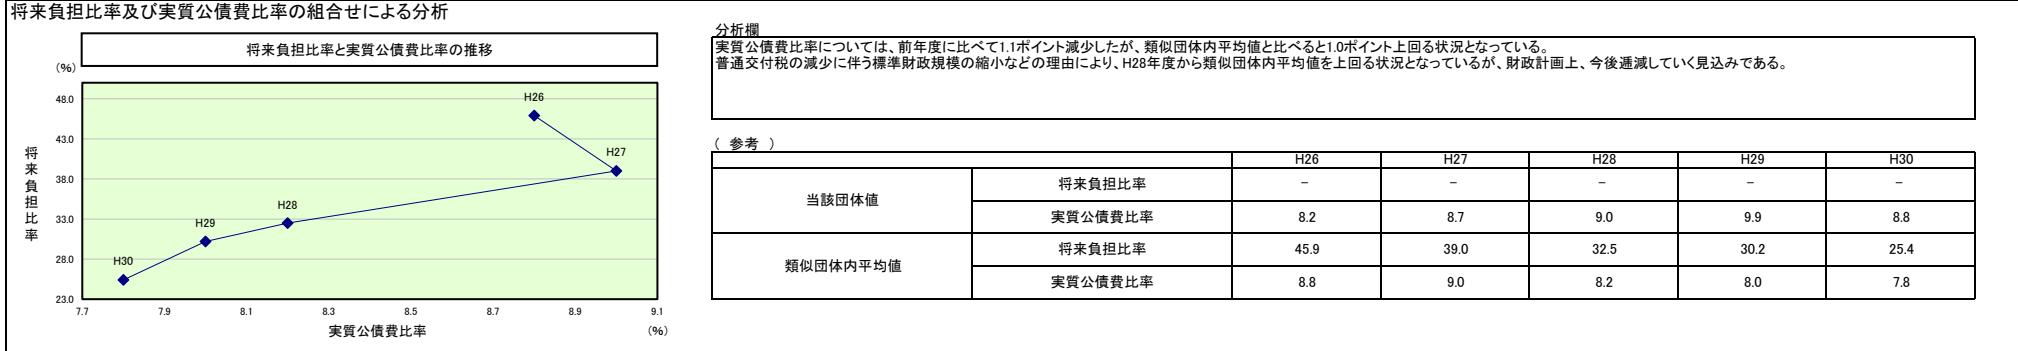 将来負担比率及び実質公債費比率の組合せによる分析
将来負担比率と実質公債費比率の推移
(%)
48.0
43.0
38.0
33.0
28.0
23.0
将来負担比率
H26
H27
H28
H29
H30
7.7 7.9 8.1 8.3 8.5 8.7 8.9 9.1
実質公債費比率
(%)
分析欄
実質公債費比率については、前年度に比べて1.1ポイント減少したが、類似団体内平均値と比べると1.0ポイント上回る状況となっている。
普通交付税の減少に伴う標準財政規模の縮小などの理由により、H28年度から類似団体内平均値を上回る状況となっているが、財政計画上、今後逓減していく見込みである。
( 参考 )
H26 H27 H28 H29 H30
当該団体値
将来負担比率 － － － － －
実質公債費比率 8.2 8.7 9.0 9.9 8.8
類似団体内平均値
将来負担比率 45.9 39.0 32.5 30.2 25.4
実質公債費比率 8.8 9.0 8.2 8.0 7.8